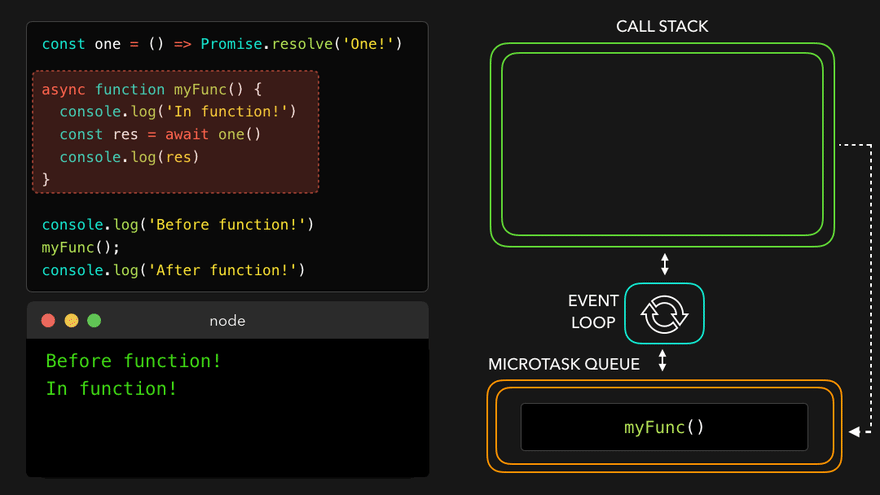 const one = () => Promise.resolve('One!')
async function myFunc() {
  console.log('In function!')
  const res = await one()
  console.log(res)
}
console.log('Before function!')
myFunc();
console.log('After function!')
node
Before function!
In function!
CALL STACK
EVENT
LOOP
MICROTASK QUEUE
myFunc()